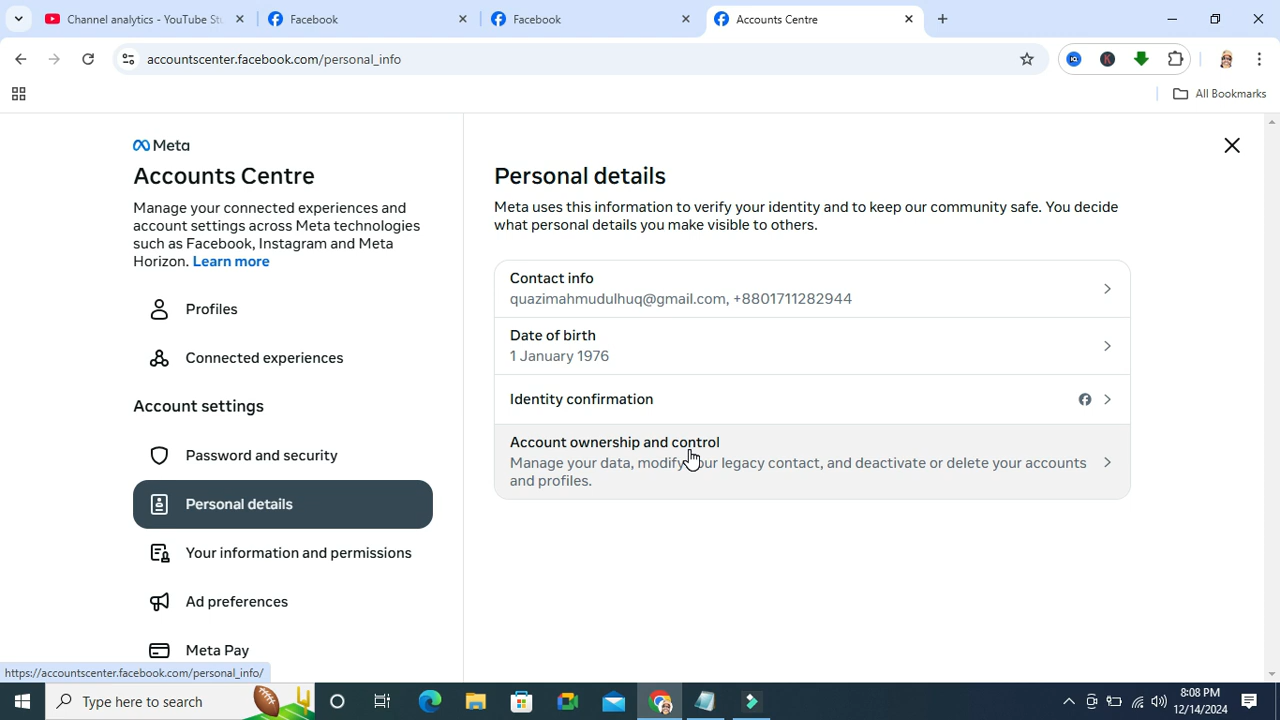 Channel analytics - YouTube St
Facebook
Facebook
Accounts Centre
accountscenter.facebook.com/personal_info
All Bookmarks
Meta
Accounts Centre
Manage your connected experiences and
account settings across Meta technologies
such as Facebook, Instagram and Meta
Horizon. Learn more
Profiles
Connected experiences
Account settings
Password and security
Personal details
Your information and permissions
Ad preferences
Meta Pay
Personal details
Meta uses this information to verify your identity and to keep our community safe. You decide
what personal details you make visible to others.
Contact info
quazimahmudulhuq@gmail.com, +8801711282944
Date of birth
1 January 1976
Identity confirmation
Account ownership and control
Manage your data, modify your legacy contact, and deactivate or delete your accounts
and profiles.
https://accountscenter.facebook.com/personal_info/
Type here to search
8:08 PM
12/14/2024